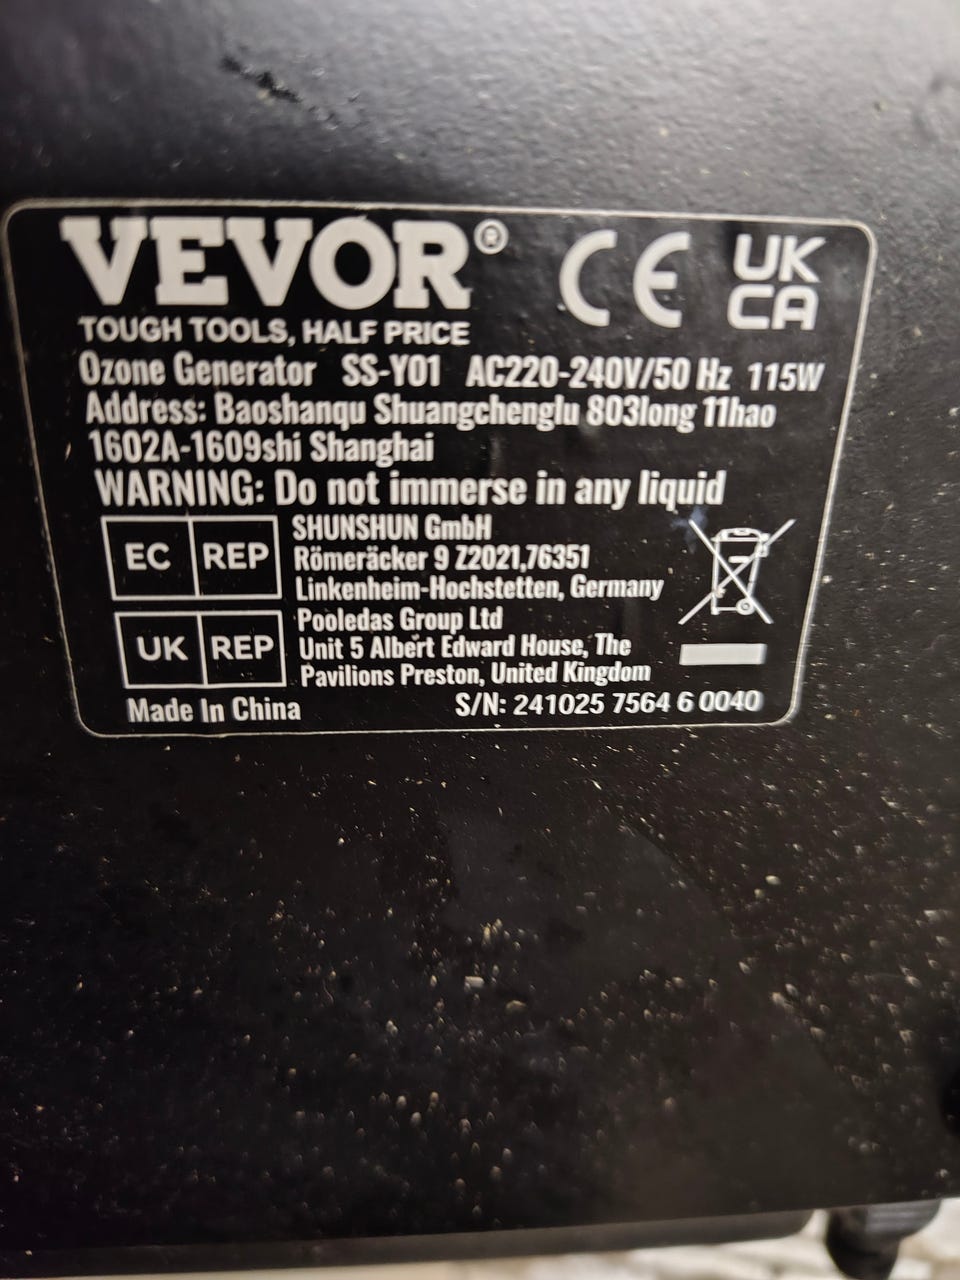 VEVOR®
CE
UK
CA
TOUGH TOOLS, HALF PRICE
Ozone Generator SS-Y01 AC220-240V/50 Hz 115W
Address: Baoshanqu Shuangchenglu 803long 11hao
1602A-1609shi Shanghai
WARNING: Do not immerse in any liquid
EC REP
SHUNSHUN GmbH
Römeräcker 9 Z2021,76351
Linkenheim-Hochstetten, Germany
UK REP
Pooledas Group Ltd
Unit 5 Albert Edward House, The
Pavilions Preston, United Kingdom
Made In China S/N: 241025 7564 6 0040